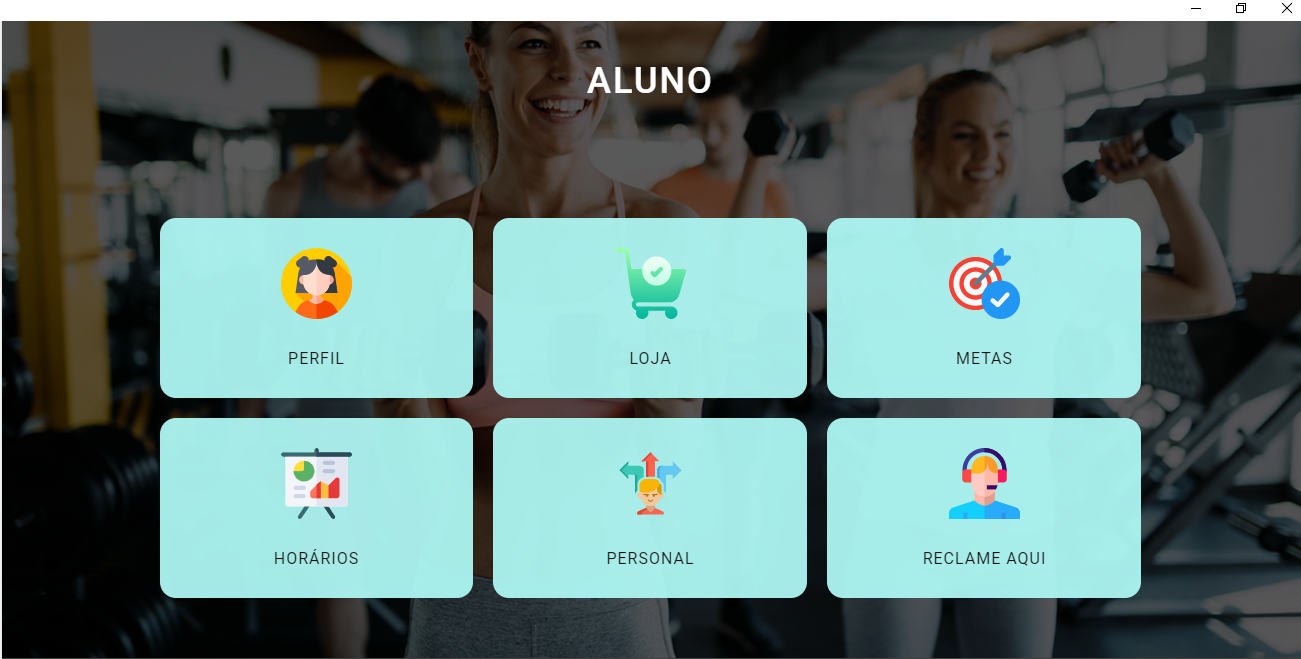 ALUNO
PERFIL
LOJA
METAS
HORÁRIOS
PERSONAL
RECLAME AQUI